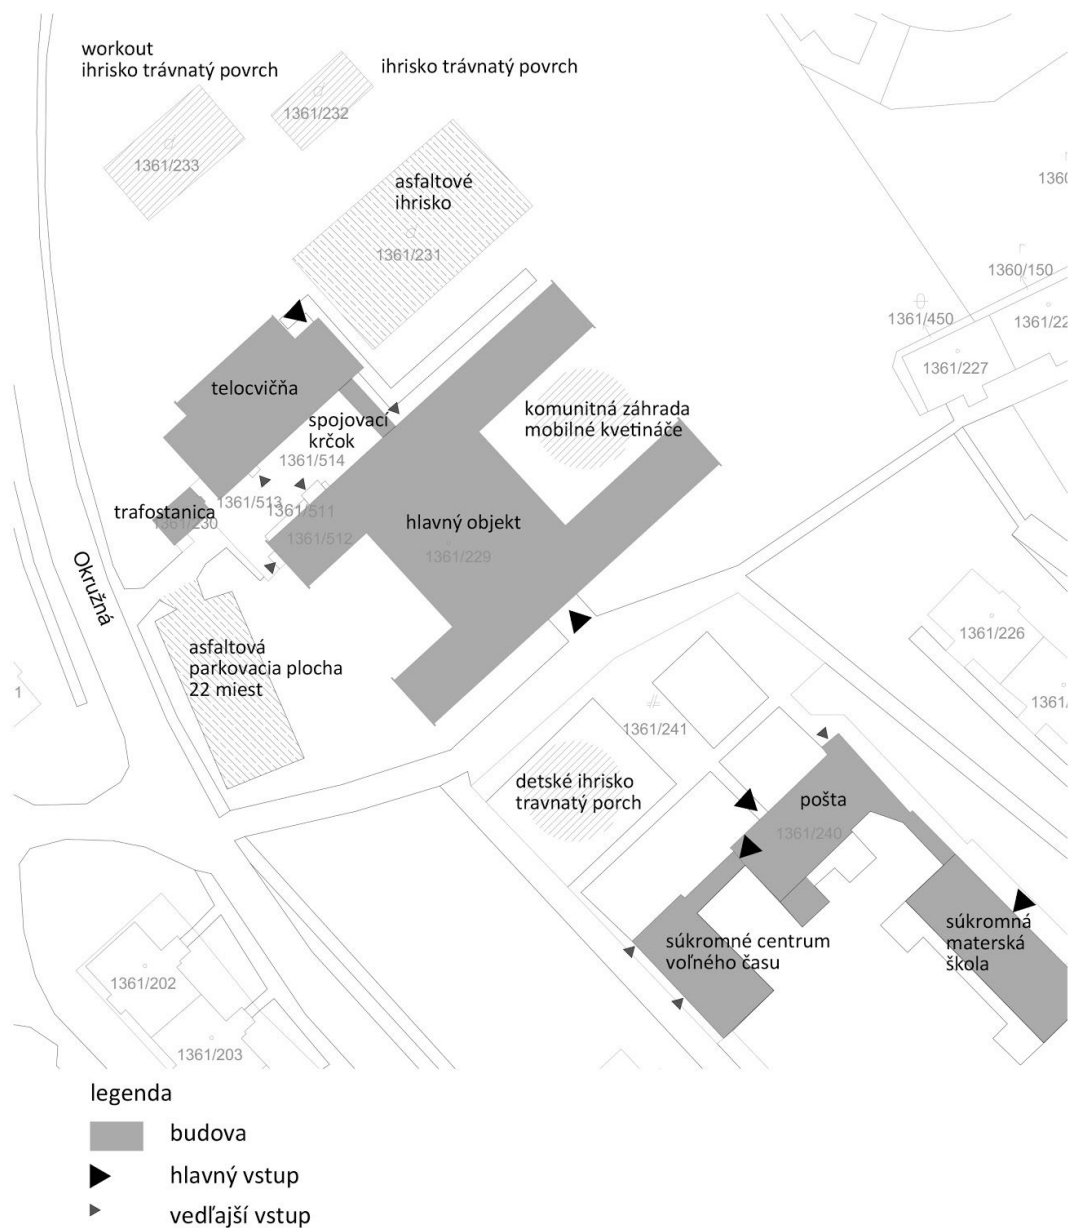 workout
ihrisko trávnatý povrch
ihrisko trávnatý povrch
1361/232
1361/233
asfaltové
ihrisko
1361/231
1360/150
1361/450
1361/22
1361/227
telocvičňa
komunitná záhrada
mobilné kvetináče
spojovací
krčok
1361/514
1361/513
1361/511
trafostanica
1361/230
hlavný objekt
1361/512
1361/229
Okružná
asfaltová
parkovacia plocha
22 miest
1361/226
1
1361/241
detské ihrisko
travnatý porch
pošta
1361/240
súkromné centrum
voľného času
súkromná
materská
škola
1361/202
1361/203
legenda
budova
hlavný vstup
vedľajší vstup